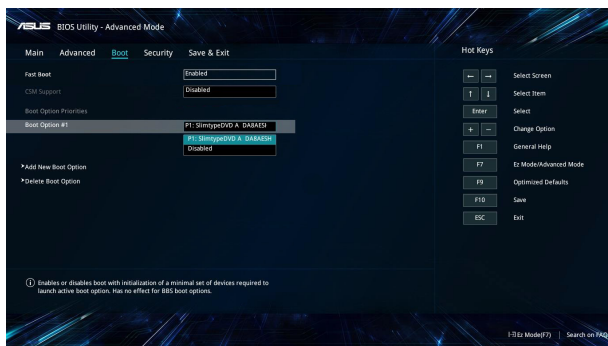 ASUS BIOS Utility - Advanced Mode
Main Advanced Boot Security Save & Exit
Hot Keys
Fast Boot Enabled
CSM Support Disabled
Boot Option Priorities
Boot Option #1 P1: SlimtypeDVD A DA8AESI
P1: SlimtypeDVD A DA8AESH
Disabled
➤Add New Boot Option
➤Delete Boot Option
← → Select Screen
↑ ↓ Select Item
Enter Select
+ − Change Option
F1 General Help
F7 Ez Mode/Advanced Mode
F9 Optimized Defaults
F10 Save
ESC Exit
Enables or disables boot with initialization of a minimal set of devices required to
launch active boot option. Has no effect for BBS boot options.
Ez Mode(F7) | Search on FAQ